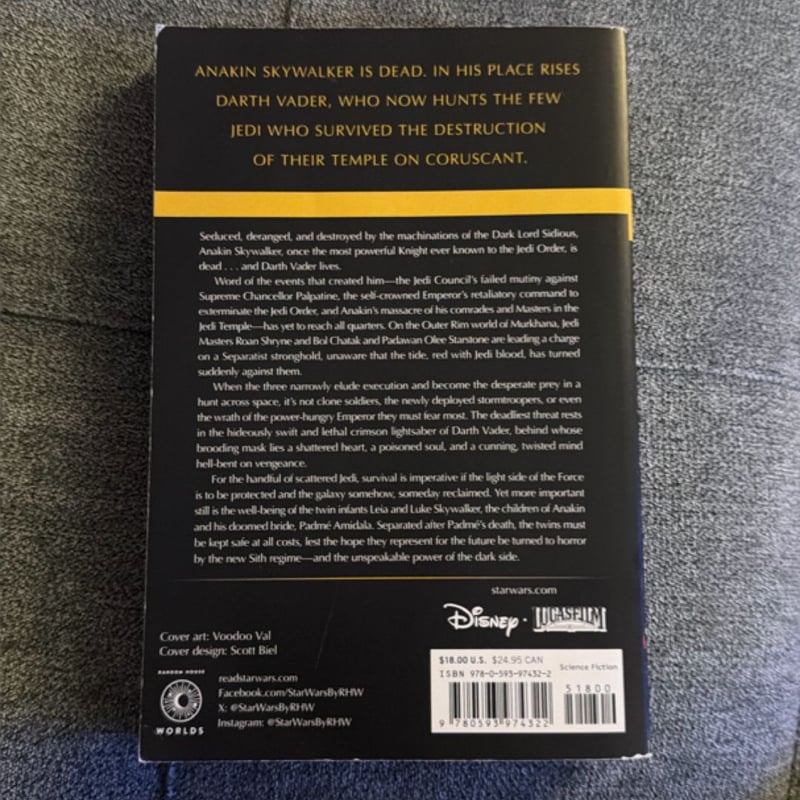 ANAKIN SKYWALKER IS DEAD. IN HIS PLACE RISES
DARTH VADER, WHO NOW HUNTS THE FEW
JEDI WHO SURVIVED THE DESTRUCTION
OF THEIR TEMPLE ON CORUSCANT.
Seduced, deranged, and destroyed by the machinations of the Dark Lord Sidious,
Anakin Skywalker, once the most powerful Knight ever known to the Jedi Order, is
dead . . . and Darth Vader lives.
Word of the events that created him—the Jedi Council's failed mutiny against
Supreme Chancellor Palpatine, the self-crowned Emperor's retaliatory command to
exterminate the Jedi Order, and Anakin's massacre of his comrades and Masters in the
Jedi Temple—has yet to reach all quarters. On the Outer Rim world of Murkhana, Jedi
Masters Roan Shryne and Bol Chatak and Padawan Olee Starstone are leading a charge
on a Separatist stronghold, unaware that the tide, red with Jedi blood, has turned
suddenly against them.
When the three narrowly elude execution and become the desperate prey in a
hunt across space, it's not clone soldiers, the newly deployed stormtroopers, or even
the wrath of the power-hungry Emperor they must fear most. The deadliest threat rests
in the hideously swift and lethal crimson lightsaber of Darth Vader, behind whose
brooding mask lies a shattered heart, a poisoned soul, and a cunning, twisted mind
hell-bent on vengeance.
For the handful of scattered Jedi, survival is imperative if the light side of the Force
is to be protected and the galaxy somehow, someday reclaimed. Yet more important
still is the well-being of the twin infants Leia and Luke Skywalker, the children of Anakin
and his doomed bride, Padmé Amidala. Separated after Padmé's death, the twins must
be kept safe at all costs, lest the hope they represent for the future be turned to horror
by the new Sith regime—and the unspeakable power of the dark side.
starwars.com
Disney · LUCASFILM
Cover art: Voodoo Val
Cover design: Scott Biel
RANDOM HOUSE
WORLDS
readstarwars.com
Facebook.com/StarWarsByRHW
X: @StarWarsByRHW
Instagram: @StarWarsByRHW
$18.00 U.S. $24.95 CAN
Science Fiction
ISBN 978-0-593-97432-2
51800
9 780593 974322